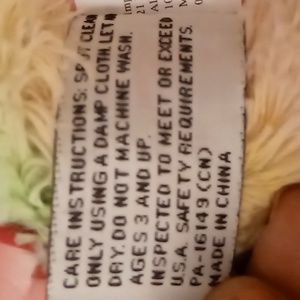 CARE INSTRUCTIONS: SPOT CLEAN
ONLY USING A DAMP CLOTH. LET AIR
DRY. DO NOT MACHINE WASH.
AGES 3 AND UP.
INSPECTED TO MEET OR EXCEED
U.S.A. SAFETY REQUIREMENTS.
PA-16149 (CN)
MADE IN CHINA